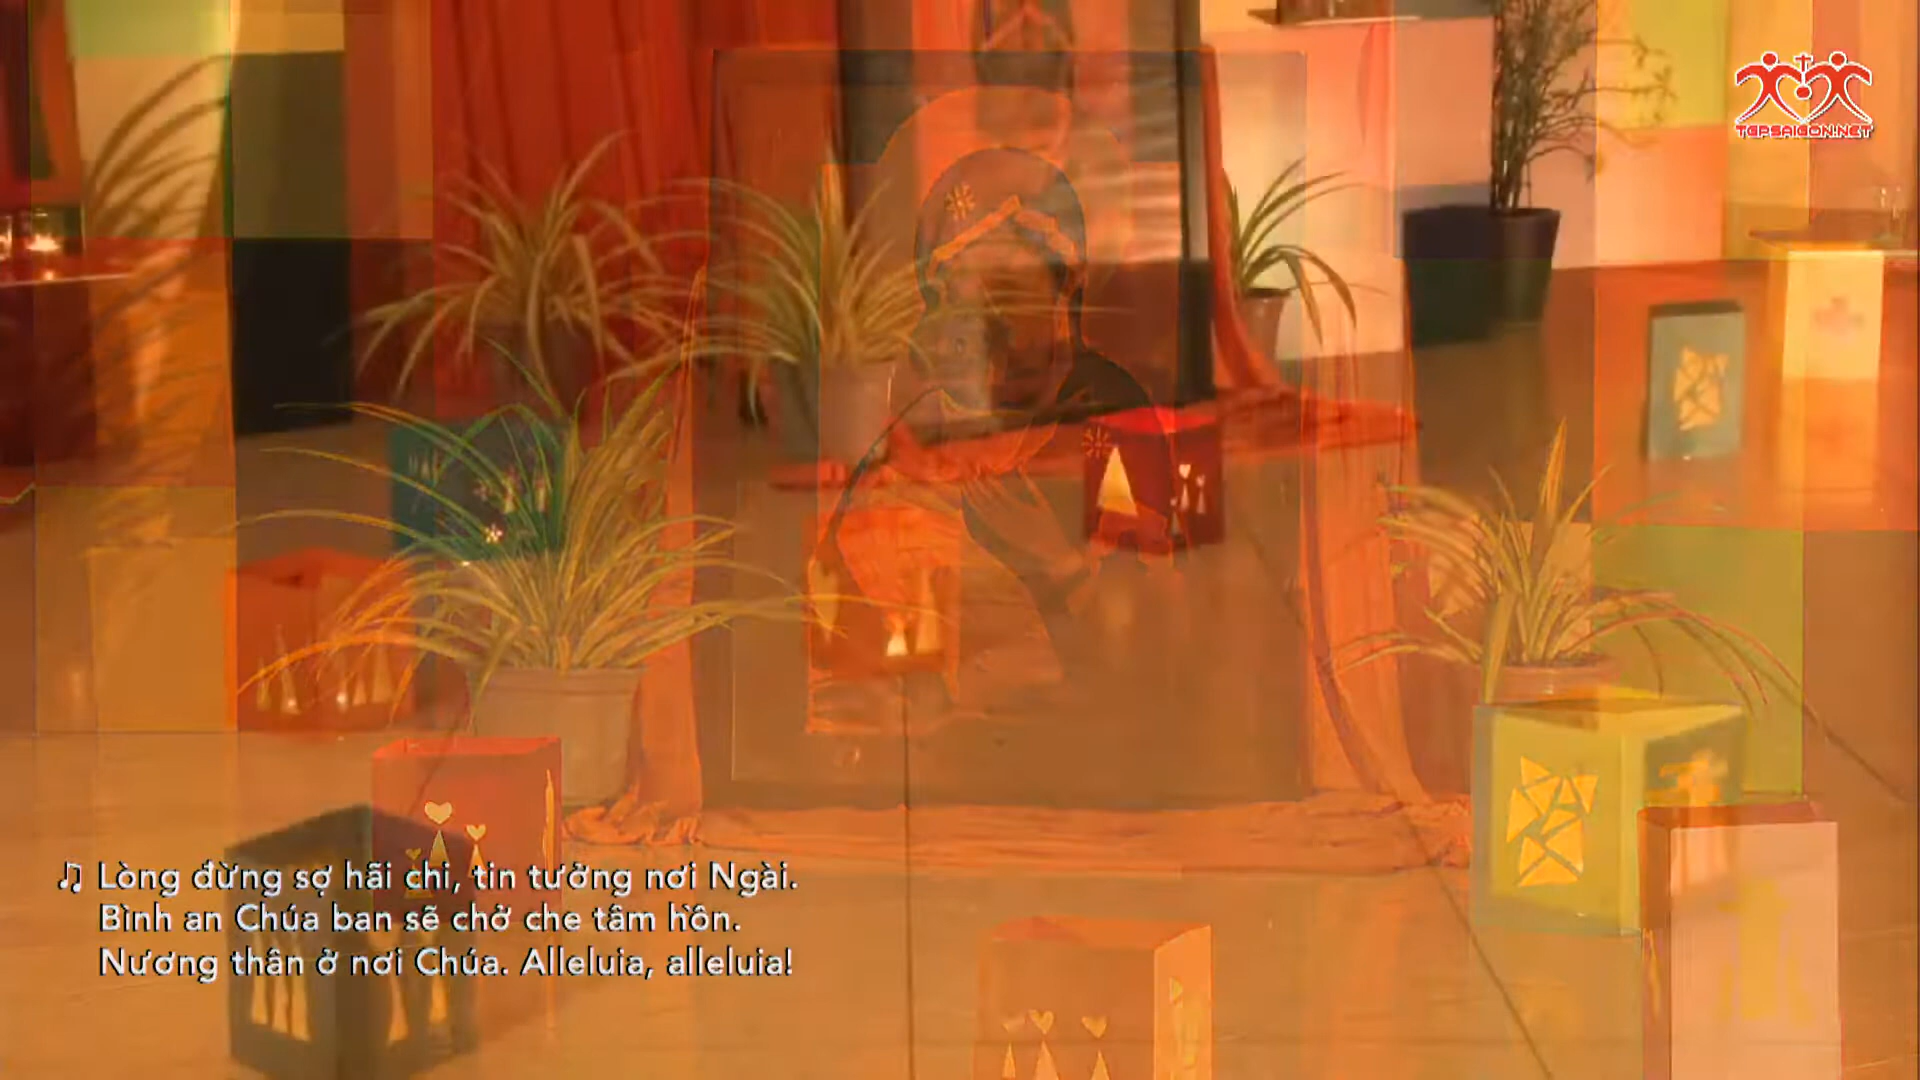 TGPSAIGON.NET
♫ Lòng đừng sợ hãi chi, tin tưởng nơi Ngài.
Bình an Chúa ban sẽ chở che tâm hồn.
Nương thân ở nơi Chúa. Alleluia, alleluia!